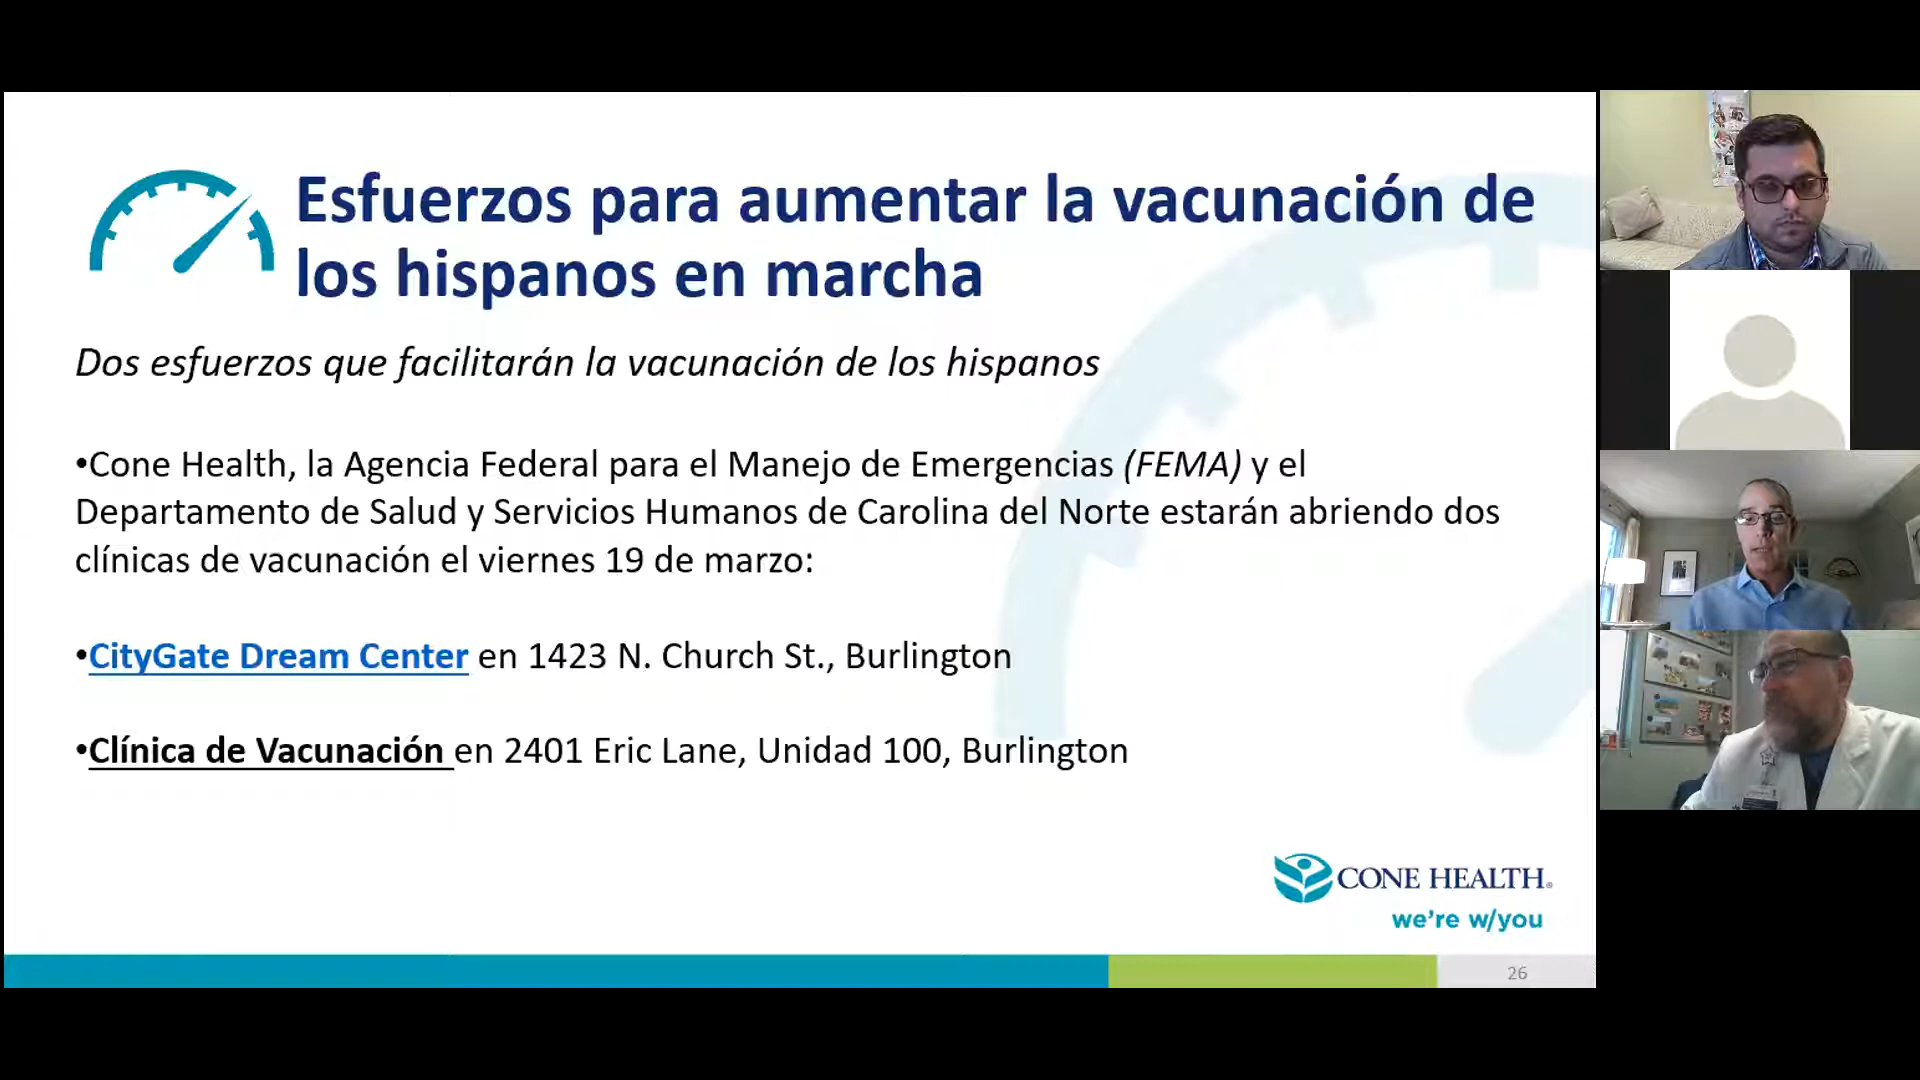 Esfuerzos para aumentar la vacunación de
los hispanos en marcha
Dos esfuerzos que facilitarán la vacunación de los hispanos
•Cone Health, la Agencia Federal para el Manejo de Emergencias (FEMA) y el
Departamento de Salud y Servicios Humanos de Carolina del Norte estarán abriendo dos
clínicas de vacunación el viernes 19 de marzo:
•CityGate Dream Center en 1423 N. Church St., Burlington
•Clínica de Vacunación en 2401 Eric Lane, Unidad 100, Burlington
CONE HEALTH®
we're w/you
26